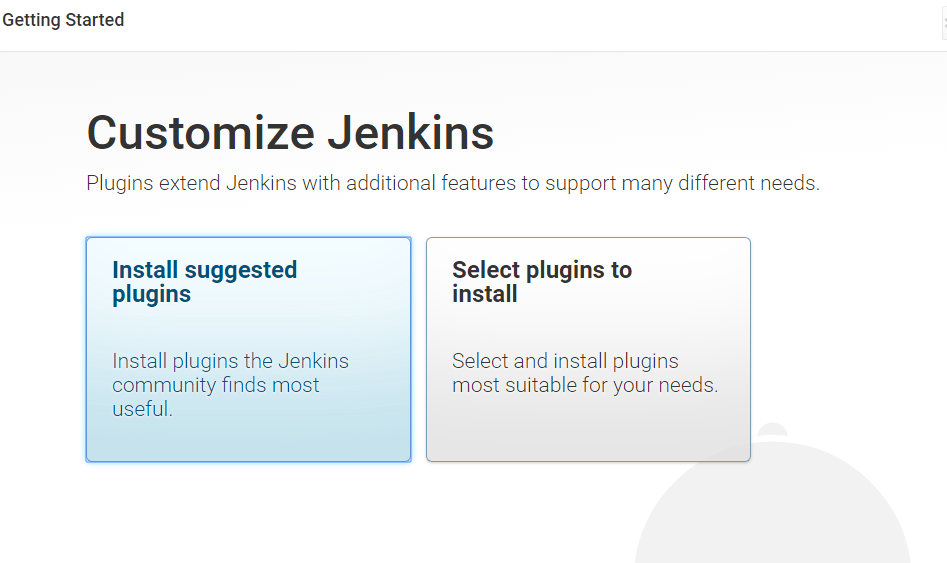 Getting Started
Customize Jenkins
Plugins extend Jenkins with additional features to support many different needs.
Install suggested
plugins
Install plugins the Jenkins
community finds most
useful.
Select plugins to
install
Select and install plugins
most suitable for your needs.